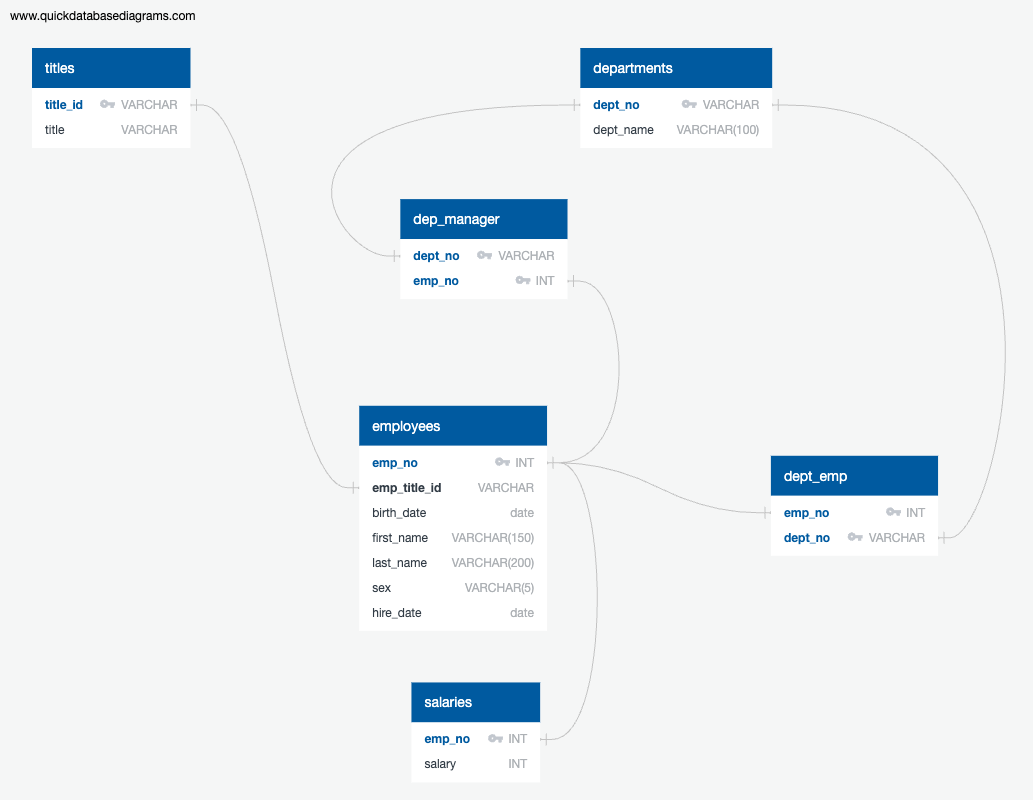 www.quickdatabasediagrams.com
titles
title_id VARCHAR
title VARCHAR
departments
dept_no VARCHAR
dept_name VARCHAR(100)
dep_manager
dept_no VARCHAR
emp_no INT
employees
emp_no INT
emp_title_id VARCHAR
birth_date date
first_name VARCHAR(150)
last_name VARCHAR(200)
sex VARCHAR(5)
hire_date date
dept_emp
emp_no INT
dept_no VARCHAR
salaries
emp_no INT
salary INT